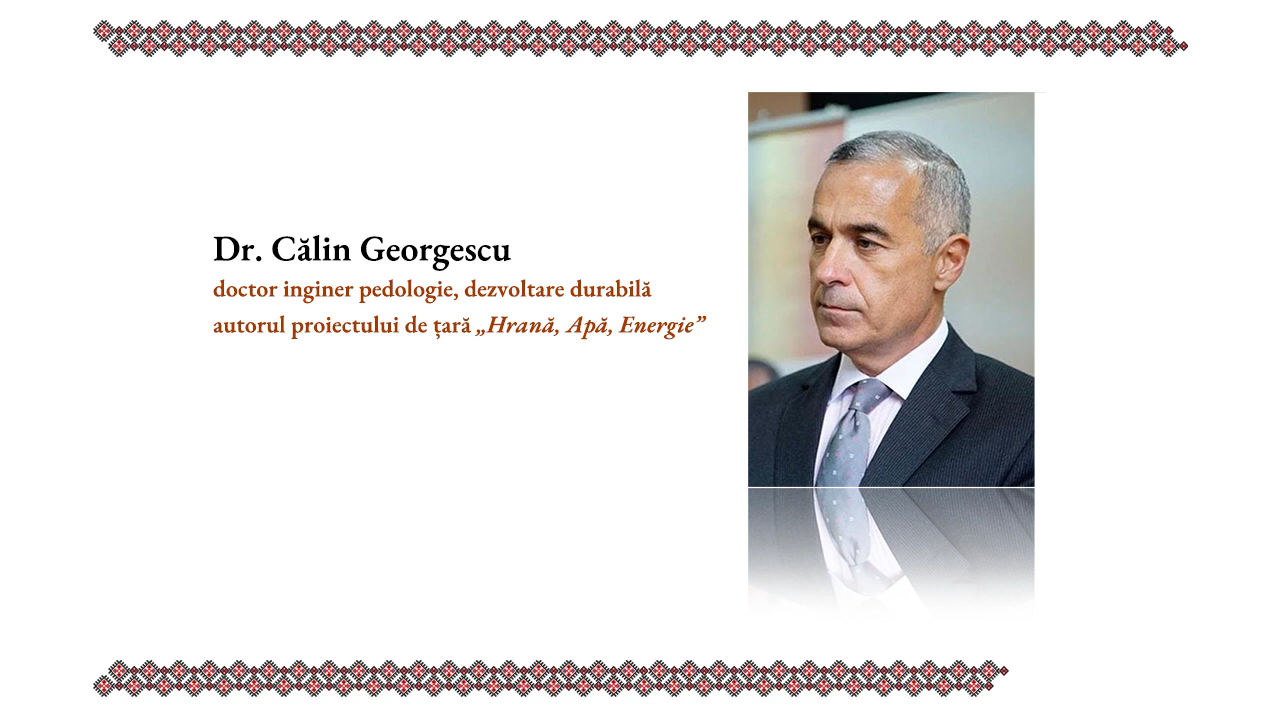 Dr. Călin Georgescu
doctor inginer pedologie, dezvoltare durabilă
autorul proiectului de țară „Hrană, Apă, Energie”